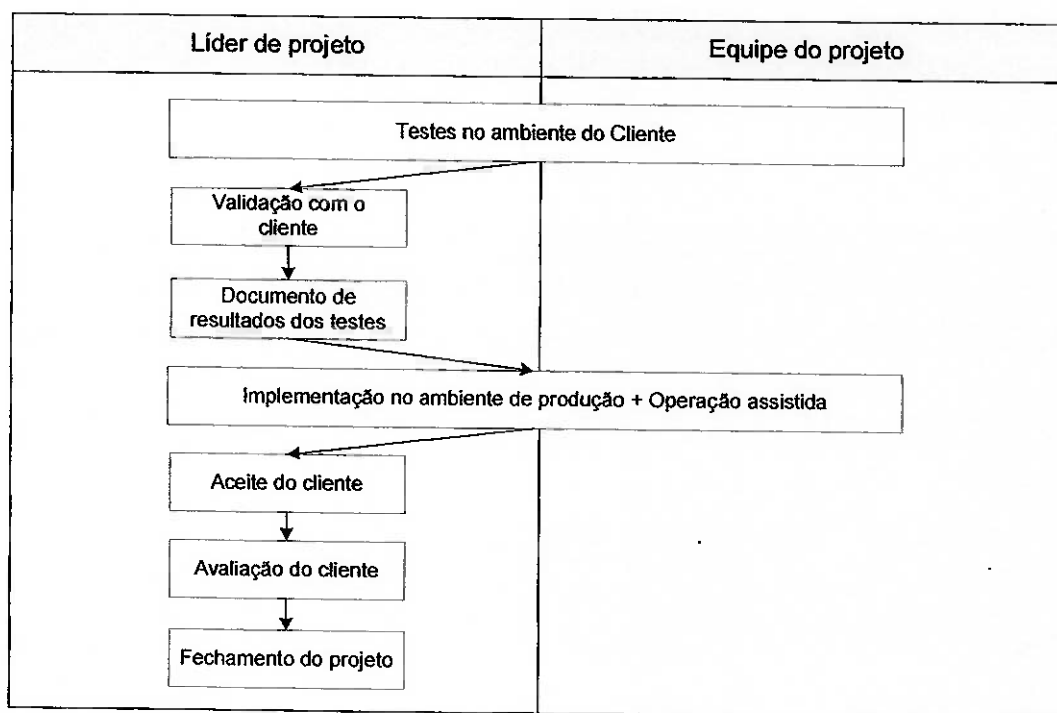 Líder de projeto
Equipe do projeto
Testes no ambiente do Cliente
Validação com o
cliente
Documento de
resultados dos testes
Implementação no ambiente de produção + Operação assistida
Aceite do cliente
Avaliação do cliente
Fechamento do projeto